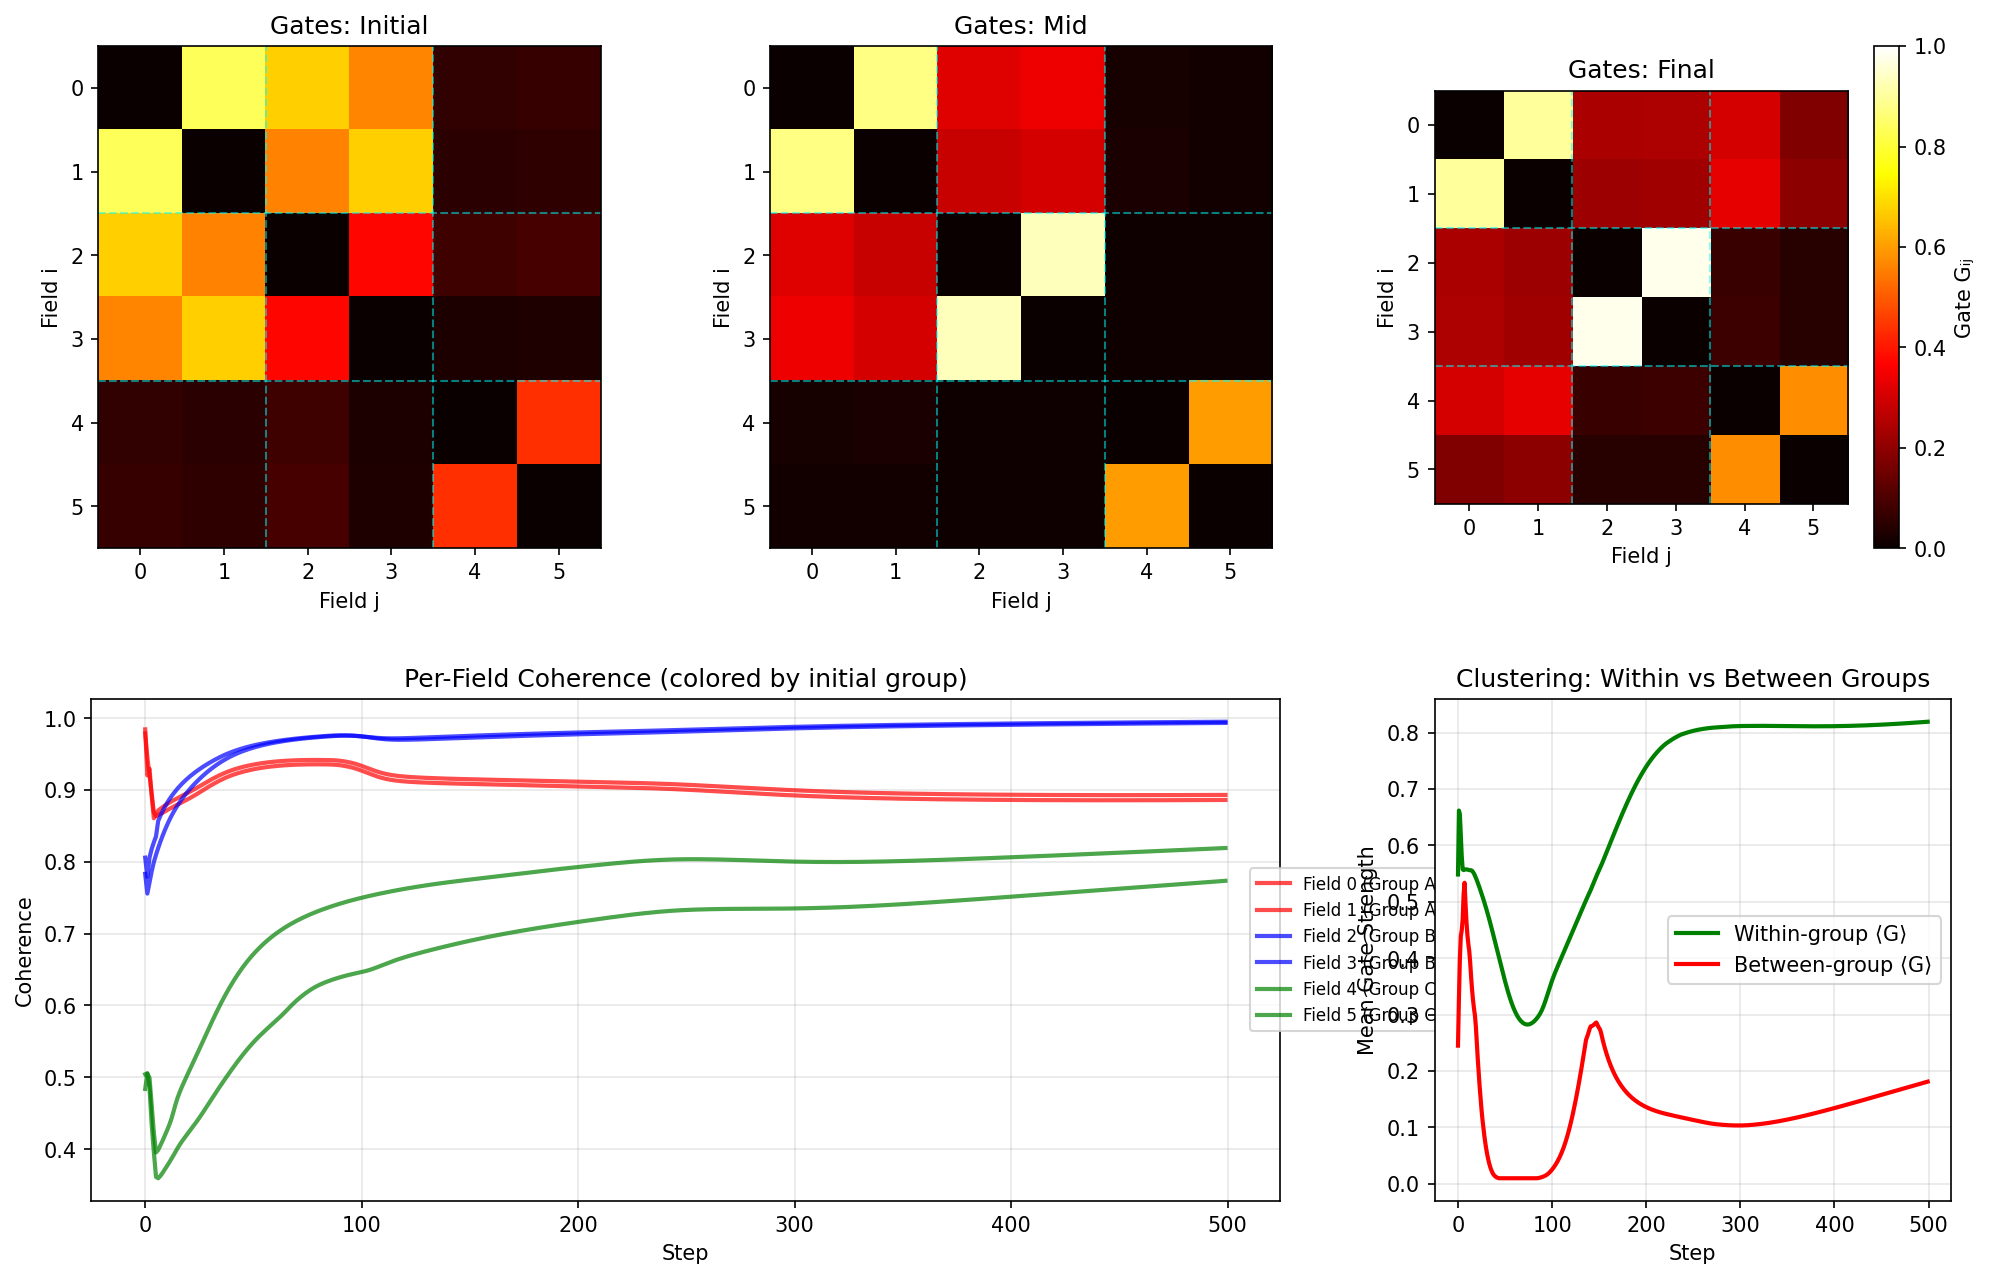 Gates: Initial
Gates: Mid
Gates: Final
Field i
0
1
2
3
4
5
0 1 2 3 4 5
Field j
Field i
0
1
2
3
4
5
0 1 2 3 4 5
Field j
Field i
0
1
2
3
4
5
0 1 2 3 4 5
Field j
1.0
0.8
0.6
0.4
0.2
0.0
Gate Gᵢⱼ
Per-Field Coherence (colored by initial group)
Coherence
1.0
0.9
0.8
0.7
0.6
0.5
0.4
0 100 200 300 400 500
Step
Field 0 (Group A
Field 1 (Group A
Field 2 (Group B
Field 3 (Group B
Field 4 (Group C
Field 5 (Group C
Clustering: Within vs Between Groups
Mean Gate Strength
0.8
0.7
0.6
0.5
0.4
0.3
0.2
0.1
0.0
0 100 200 300 400 500
Step
Within-group ⟨G⟩
Between-group ⟨G⟩